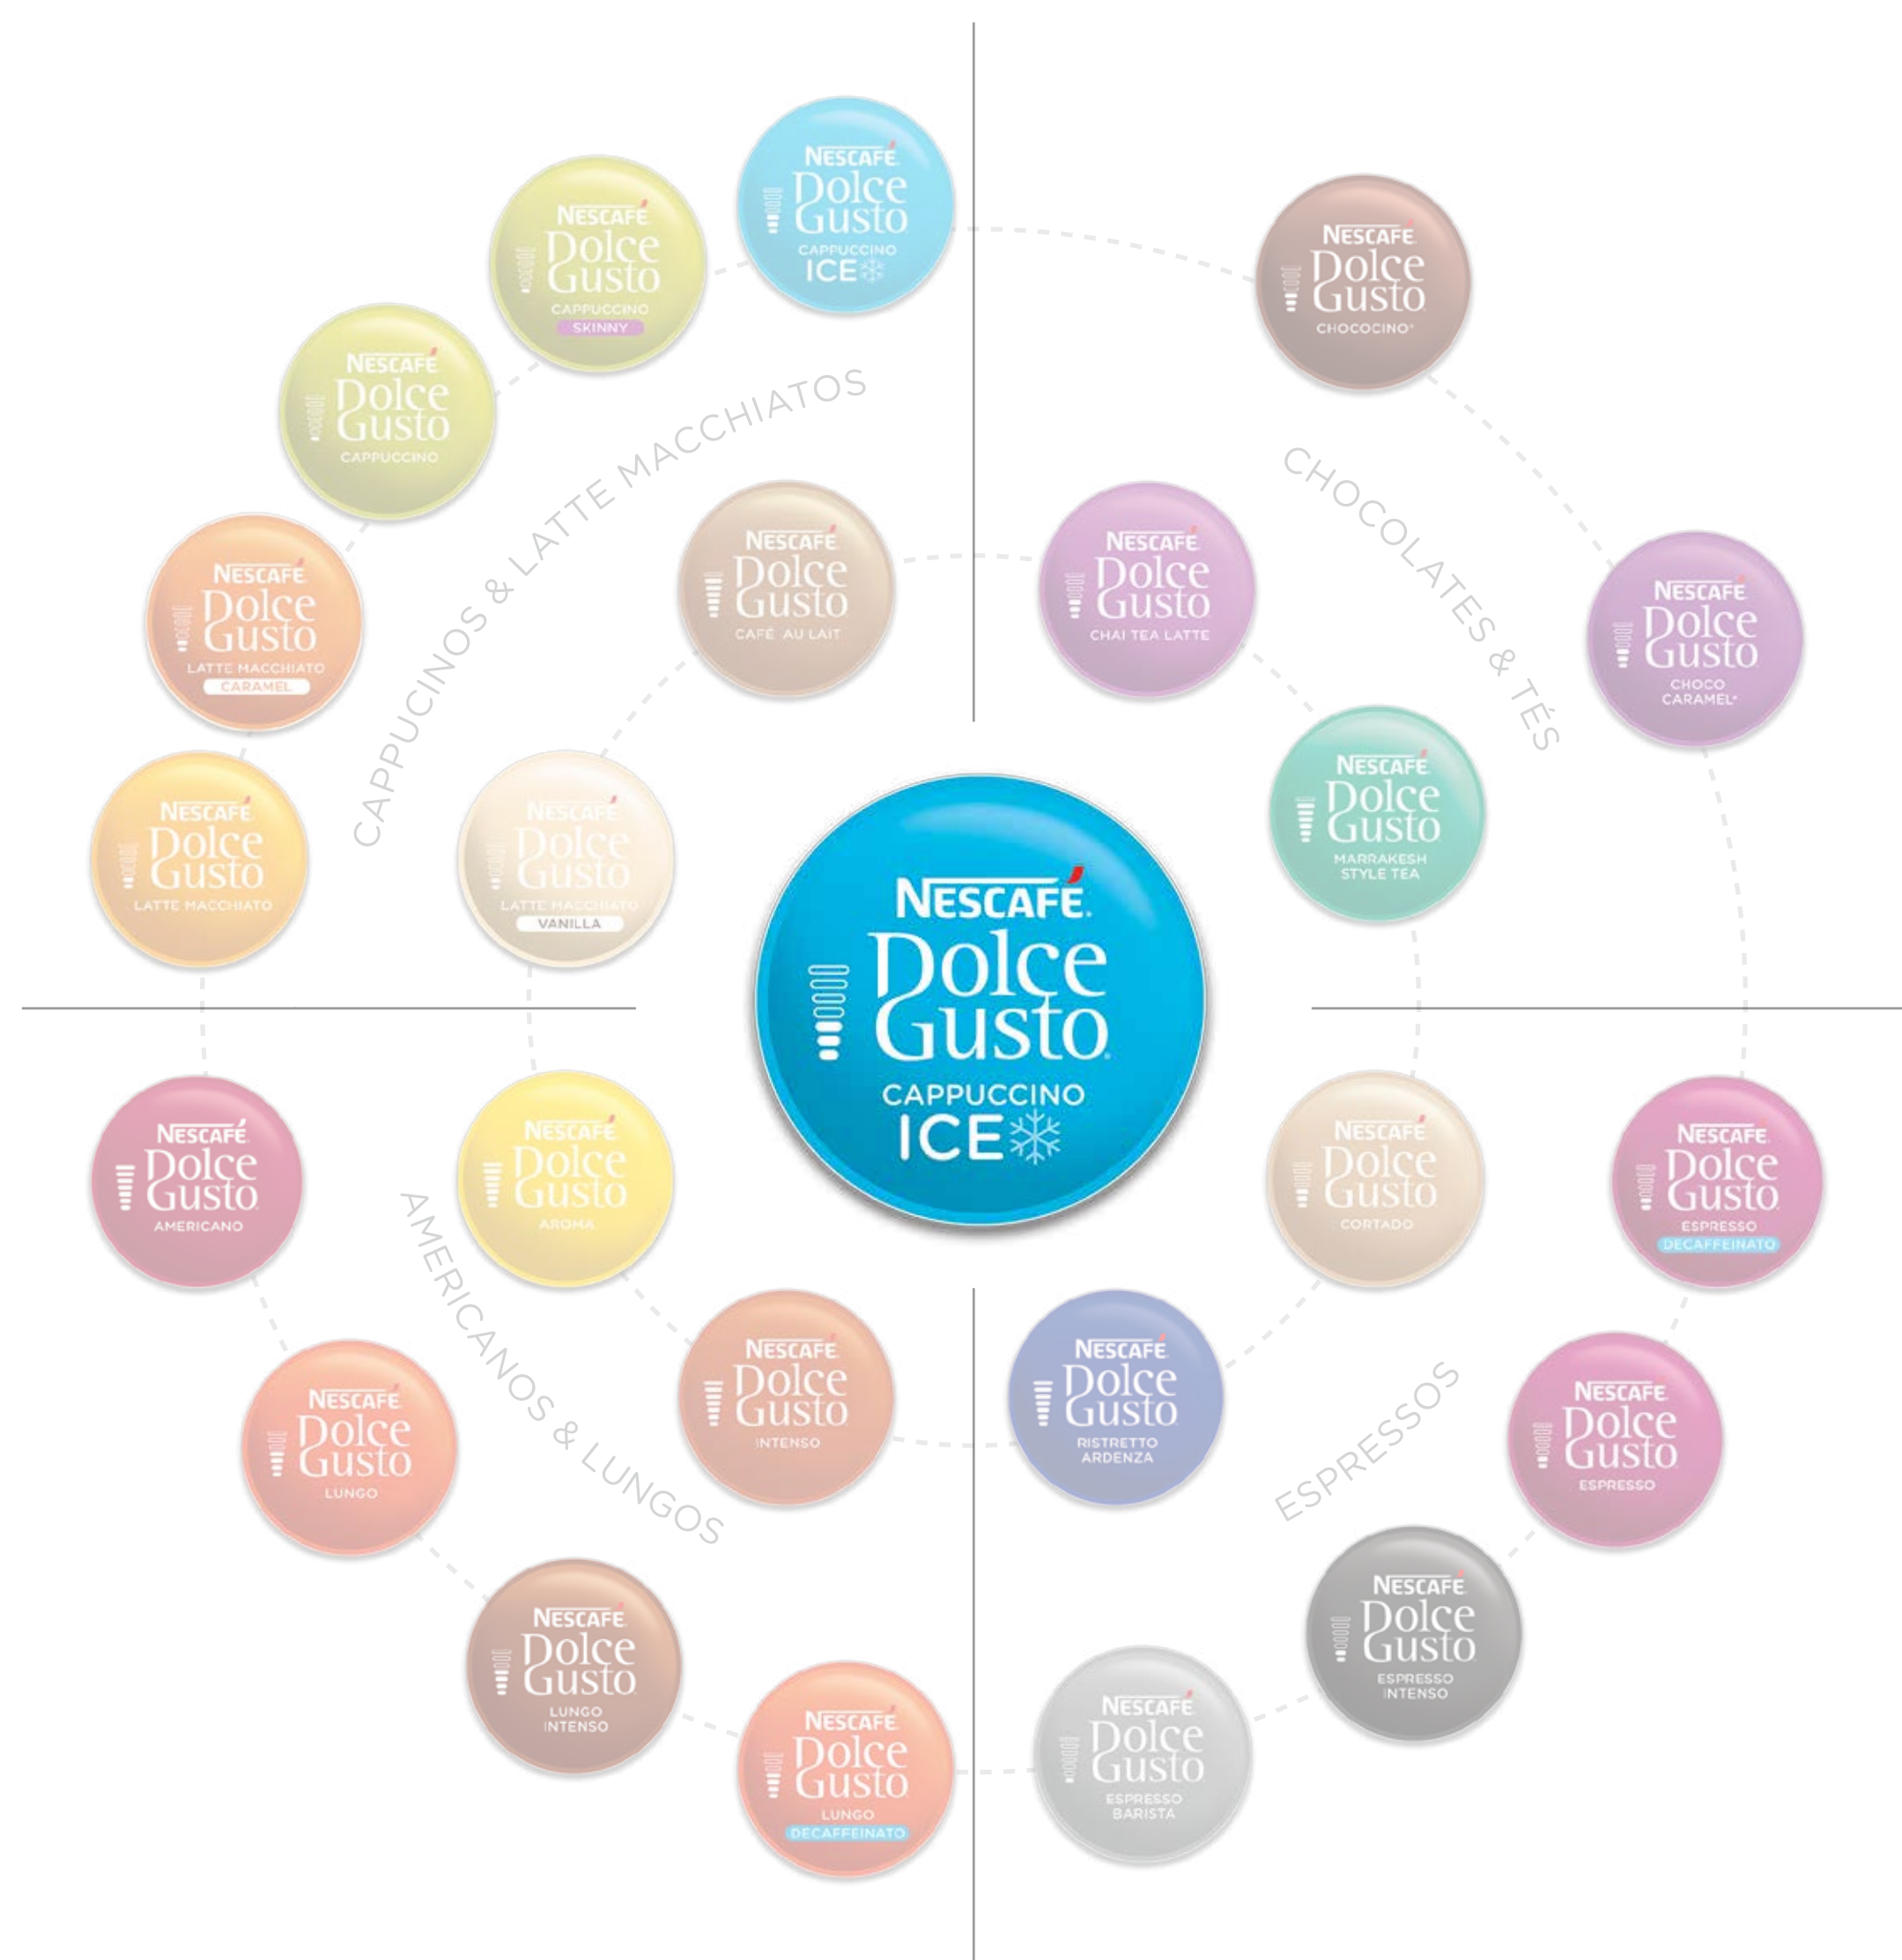 NESCAFÉ
Dolce
Gusto
CAPPUCCINO
ICE
NESCAFÉ
Dolce
Gusto
CAPPUCCINO
SKINNY
NESCAFÉ
Dolce
Gusto
CAPPUCCINO
NESCAFÉ
Dolce
Gusto
LATTE MACCHIATO
CARAMEL
NESCAFÉ
Dolce
Gusto
LATTE MACCHIATO
CAPPUCINOS & LATTE MACCHIATOS
NESCAFÉ
Dolce
Gusto
CAFÉ AU LAIT
NESCAFÉ
Dolce
Gusto
LATTE MACCHIATO
VANILLA
NESCAFÉ
Dolce
Gusto
CHOCOCINO*
NESCAFÉ
Dolce
Gusto
CHOCO
CARAMEL*
CHOCOLATES & TÉS
NESCAFÉ
Dolce
Gusto
CHAI TEA LATTE
NESCAFÉ
Dolce
Gusto
MARRAKESH
STYLE TEA
NESCAFÉ.
Dolce
Gusto
CAPPUCCINO
ICE
NESCAFÉ
Dolce
Gusto
AMERICANO
NESCAFÉ
Dolce
Gusto
AROMA
AMERICANOS & LUNGOS
NESCAFÉ
Dolce
Gusto
INTENSO
NESCAFÉ
Dolce
Gusto
LUNGO
NESCAFÉ
Dolce
Gusto
LUNGO
INTENSO
NESCAFÉ
Dolce
Gusto
LUNGO
DECAFFEINATO
NESCAFÉ
Dolce
Gusto
CORTADO
NESCAFÉ
Dolce
Gusto
ESPRESSO
DECAFFEINATO
NESCAFÉ
Dolce
Gusto
RISTRETTO
ARDENZA
ESPRESSOS
NESCAFÉ
Dolce
Gusto
ESPRESSO
NESCAFÉ
Dolce
Gusto
ESPRESSO
INTENSO
NESCAFÉ
Dolce
Gusto
ESPRESSO
BARISTA